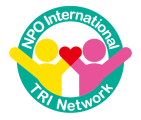 NPO International
TRI Network